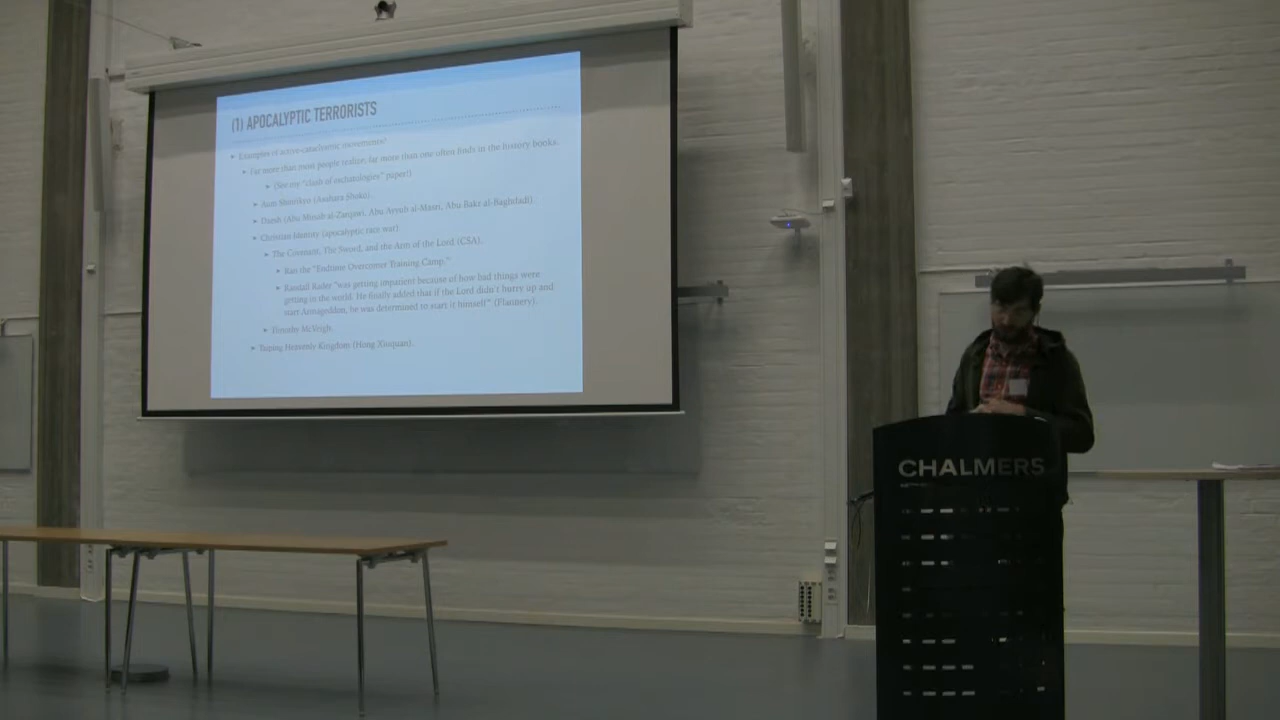 (1) APOCALYPTIC TERRORISTS
Examples of active-cataclysmic movements?
Far more than most people realize, far more than one often finds in the history books.
(See my "clash of eschatologies" paper!)
Aum Shinrikyo (Asahara Shoko).
Daesh (Abu Musab al-Zarqawi, Abu Ayyub al-Masri, Abu Bakr al-Baghdadi)
Christian Identity (apocalyptic race war).
The Covenant, The Sword, and the Arm of the Lord (CSA).
Ran the "Endtime Overcomer Training Camp."
Randall Rader "was getting impatient because of how bad things were
getting in the world. He finally added that if the Lord didn't hurry up and
start Armageddon, he was determined to start it himself" (Flannery).
Timothy McVeigh
Taiping Heavenly Kingdom (Hong Xiuquan).
CHALMERS